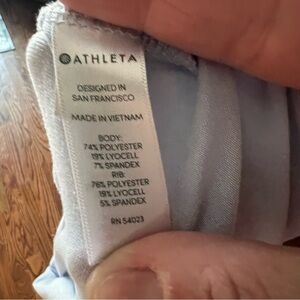 ATHLETA
DESIGNED IN
SAN FRANCISCO
MADE IN VIETNAM
BODY:
74% POLYESTER
19% LYOCELL
7% SPANDEX
RIB:
76% POLYESTER
19% LYOCELL
5% SPANDEX
RN 54023